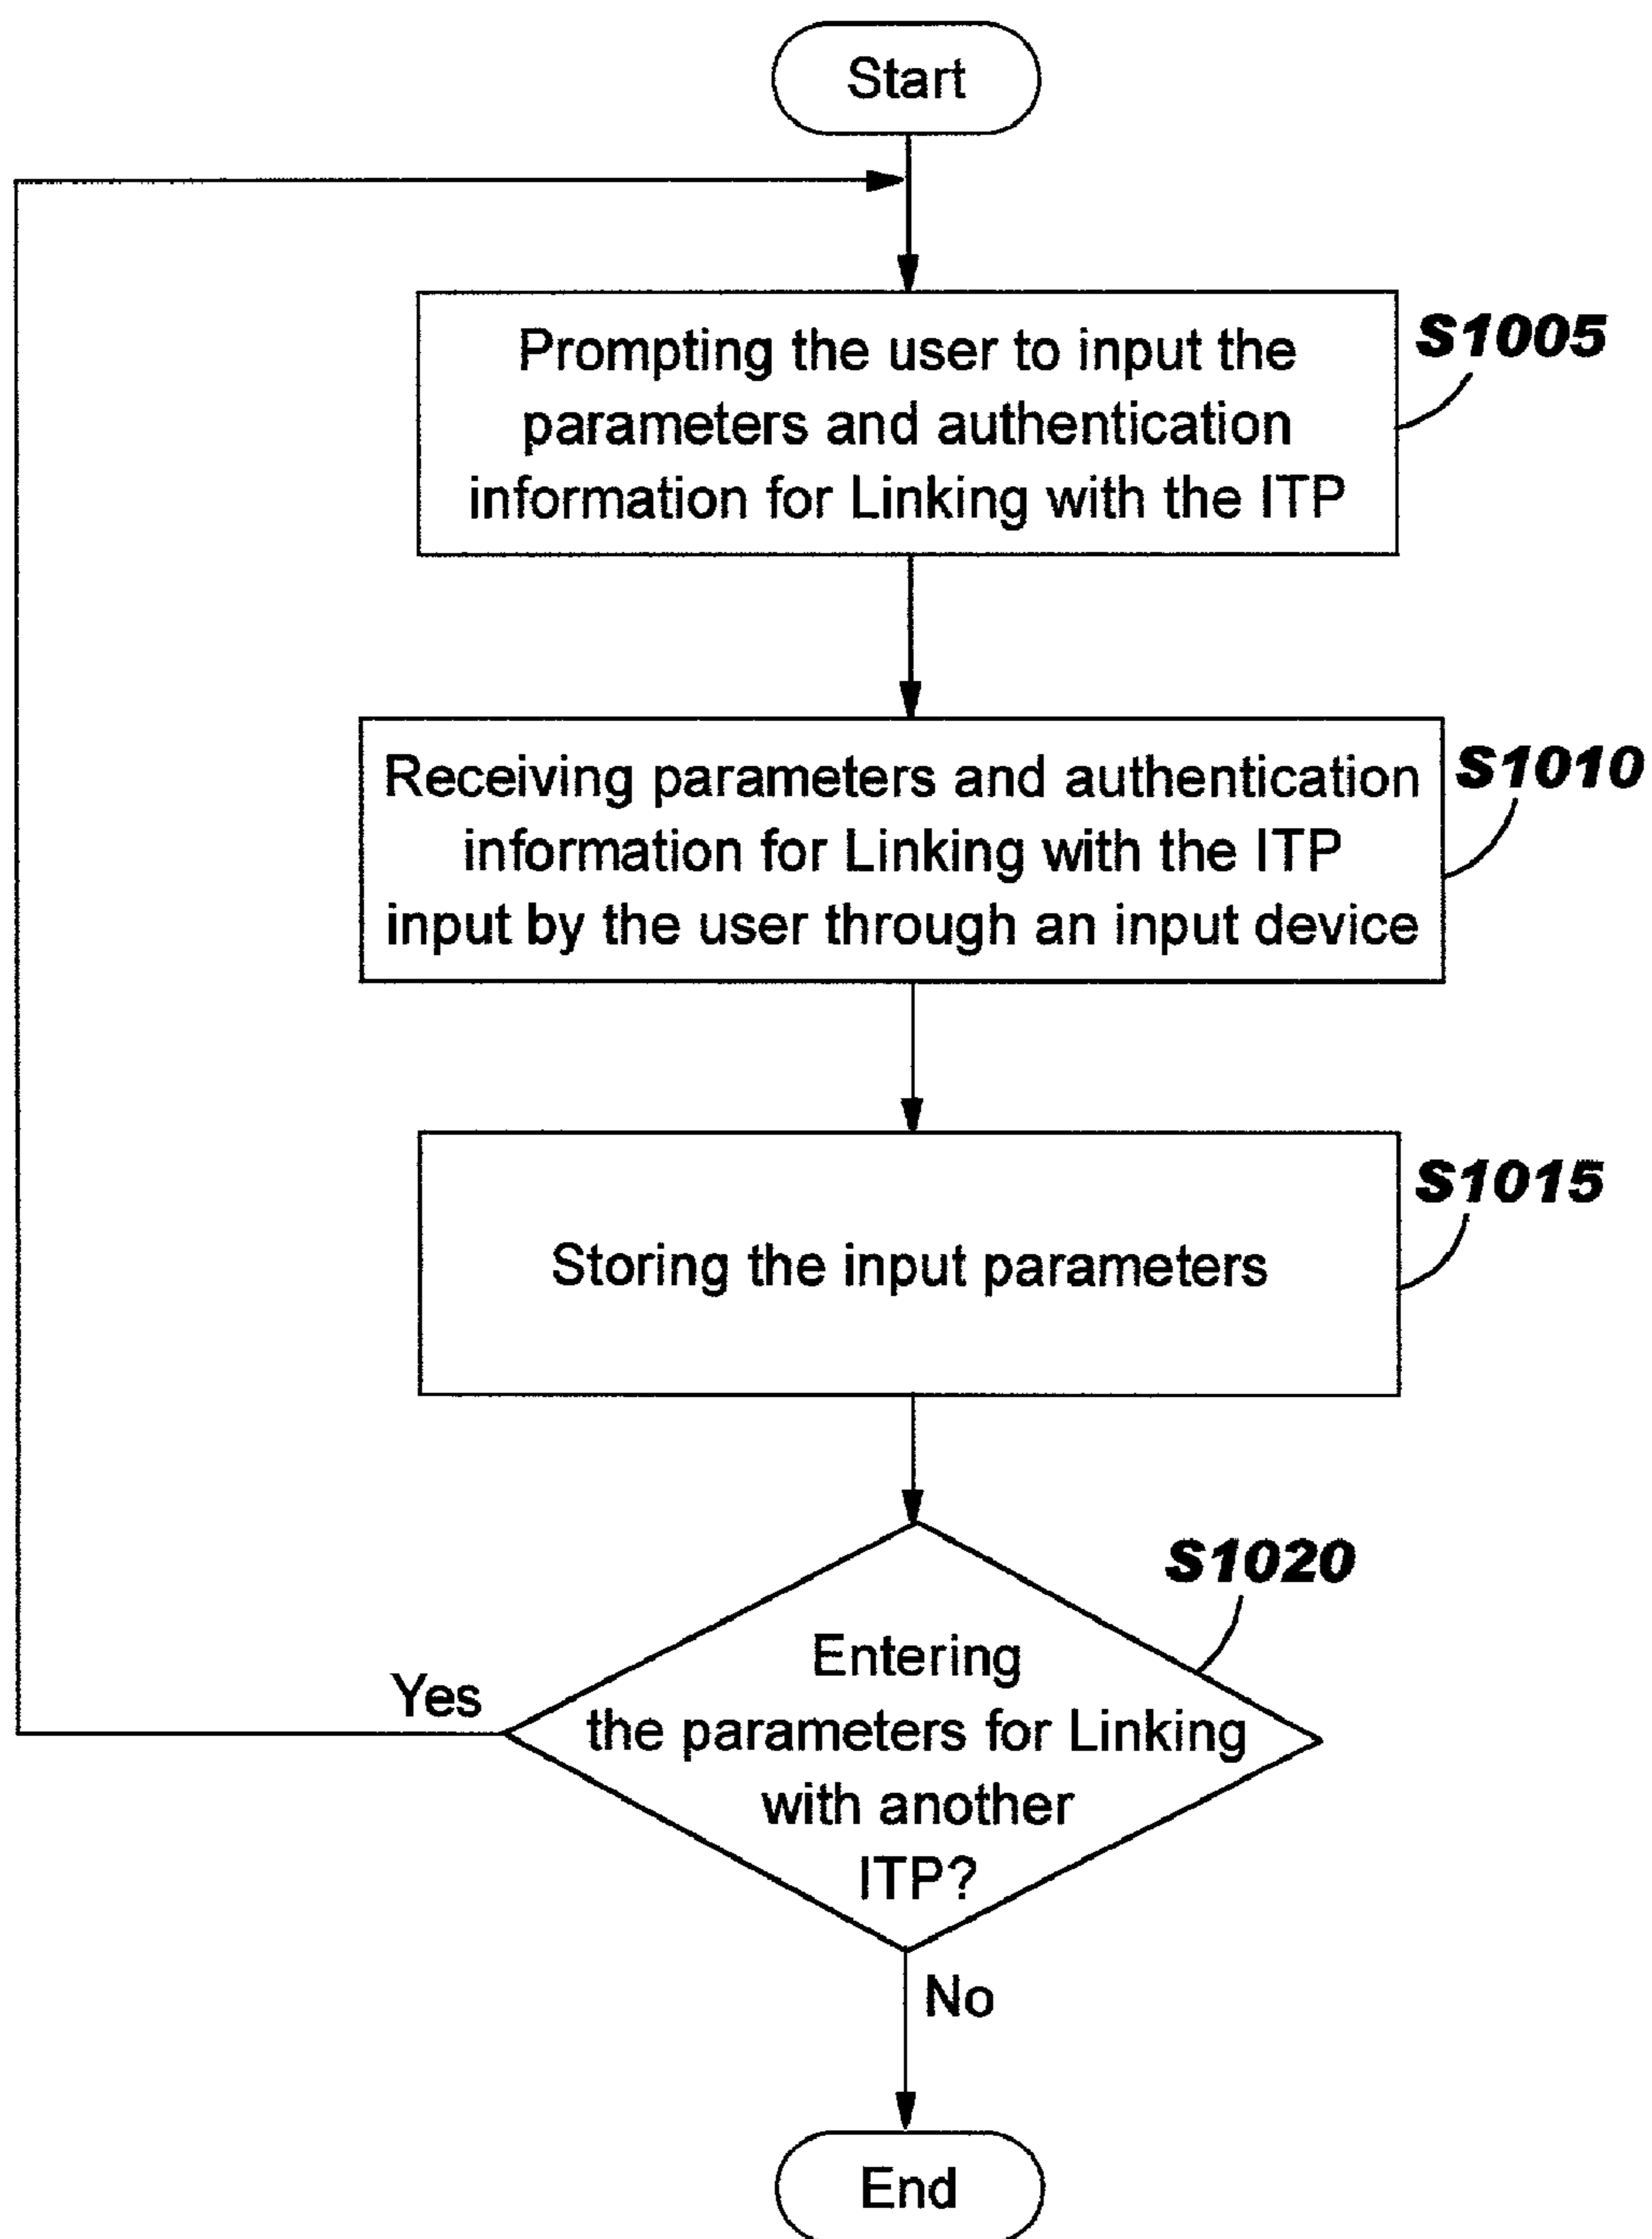 Start
Prompting the user to input the
parameters and authentication
information for Linking with the ITP
S1005
Receiving parameters and authentication
information for Linking with the ITP
input by the user through an input device
S1010
Storing the input parameters
S1015
S1020
Entering
the parameters for Linking
with another
ITP?
Yes
No
End